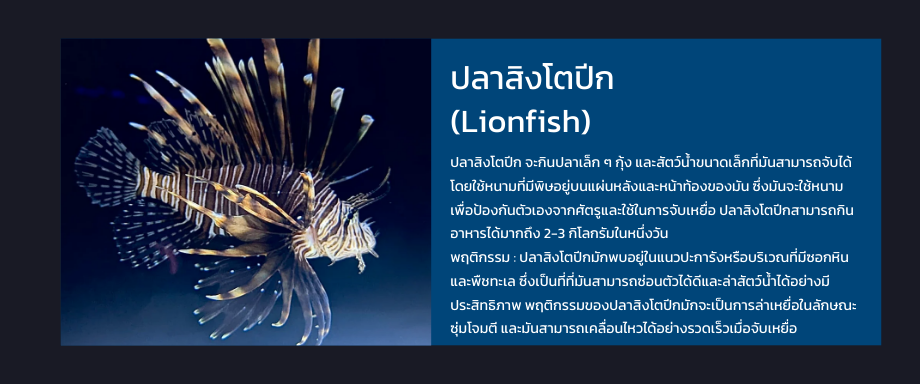 ปลาสิงโตปีก
(Lionfish)
ปลาสิงโตปีก จะกินปลาเล็ก ๆ กุ้ง และสัตว์น้ำขนาดเล็กที่มันสามารถจับได้
โดยใช้หนามที่มีพิษอยู่บนแผ่นหลังและหน้าท้องของมัน ซึ่งมันจะใช้หนาม
เพื่อป้องกันตัวเองจากศัตรูและใช้ในการจับเหยื่อ ปลาสิงโตปีกสามารถกิน
อาหารได้มากถึง 2-3 กิโลกรัมในหนึ่งวัน
พฤติกรรม : ปลาสิงโตปีกมักพบอยู่ในแนวปะการังหรือบริเวณที่มีซอกหิน
และพืชทะเล ซึ่งเป็นที่ที่มันสามารถซ่อนตัวได้ดีและล่าสัตว์น้ำได้อย่างมี
ประสิทธิภาพ พฤติกรรมของปลาสิงโตปีกมักจะเป็นการล่าเหยื่อในลักษณะ
ซุ่มโจมตี และมันสามารถเคลื่อนไหวได้อย่างรวดเร็วเมื่อจับเหยื่อ